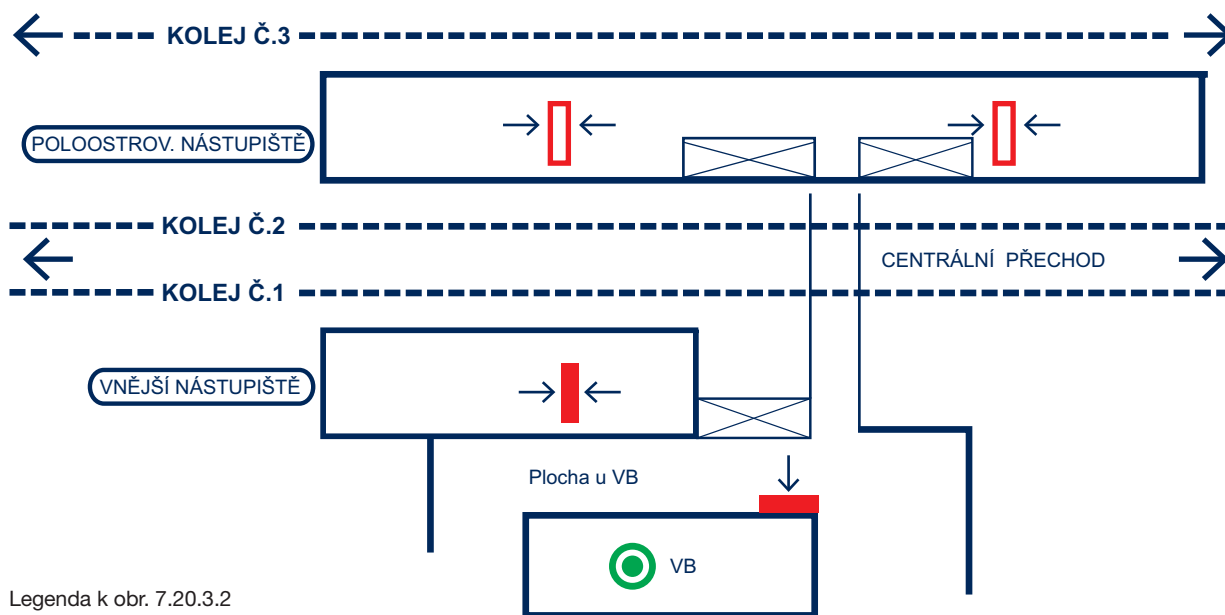 KOLEJ Č.3
POLOOSTROV. NÁSTUPIŠTĚ
KOLEJ Č.2
CENTRÁLNÍ PŘECHOD
KOLEJ Č.1
VNĚJŠÍ NÁSTUPIŠTĚ
Plocha u VB
VB
Legenda k obr. 7.20.3.2